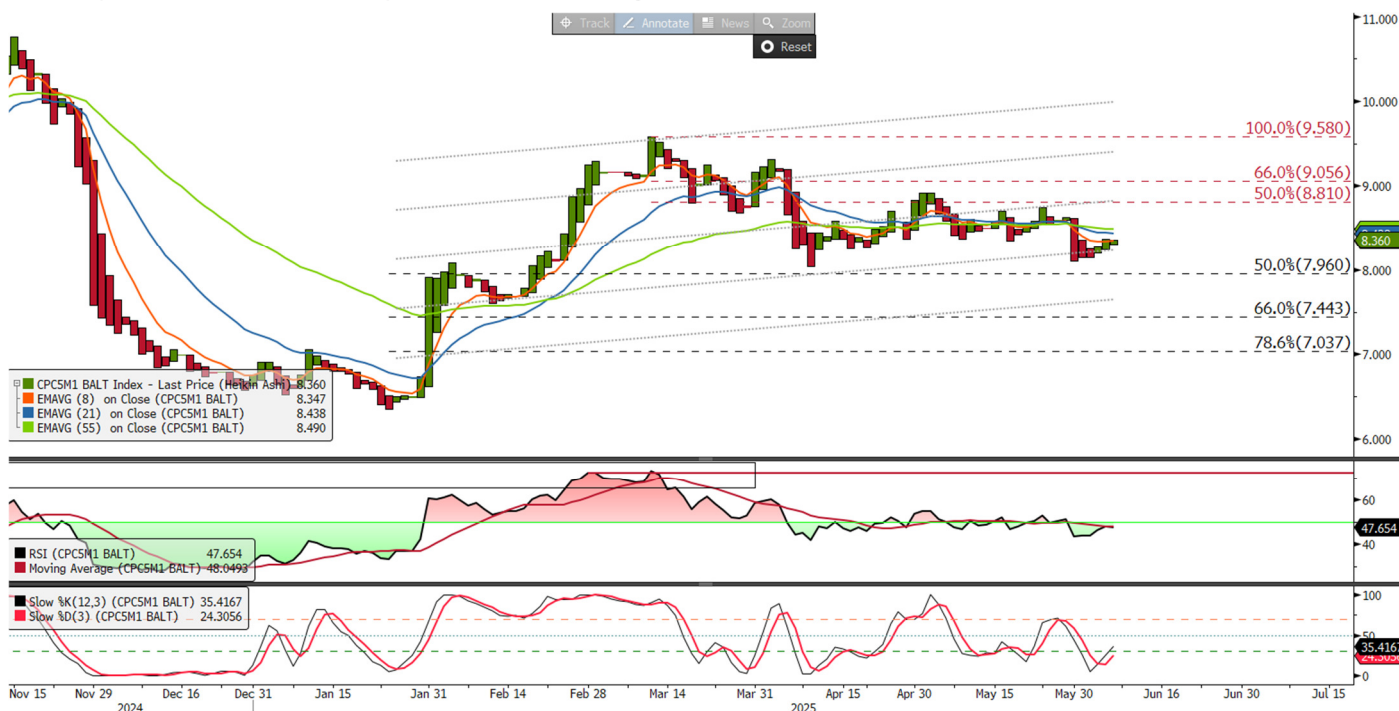 Track Annotate News Zoom
Reset
11.000
10.000
100.0%(9.580)
66.0%(9.056)
9.000
50.0%(8.810)
8.360
8.000
50.0%(7.960)
66.0%(7.443)
78.6%(7.037)
7.000
6.000
CPC5M1 BALT Index - Last Price (Heikin Ashi) 8.360
EMAVG (8) on Close (CPC5M1 BALT) 8.347
EMAVG (21) on Close (CPC5M1 BALT) 8.438
EMAVG (55) on Close (CPC5M1 BALT) 8.490
60
47.654
40
RSI (CPC5M1 BALT) 47.654
Moving Average (CPC5M1 BALT) 48.0493
100
50
35.4167
24.3056
0
Slow %K(12,3) (CPC5M1 BALT) 35.4167
Slow %D(3) (CPC5M1 BALT) 24.3056
Nov 15 Nov 29 Dec 16 Dec 31 Jan 15 Jan 31 Feb 14 Feb 28 Mar 14 Mar 31 Apr 15 Apr 30 May 15 May 30 Jun 16 Jun 30 Jul 15
2024 2025